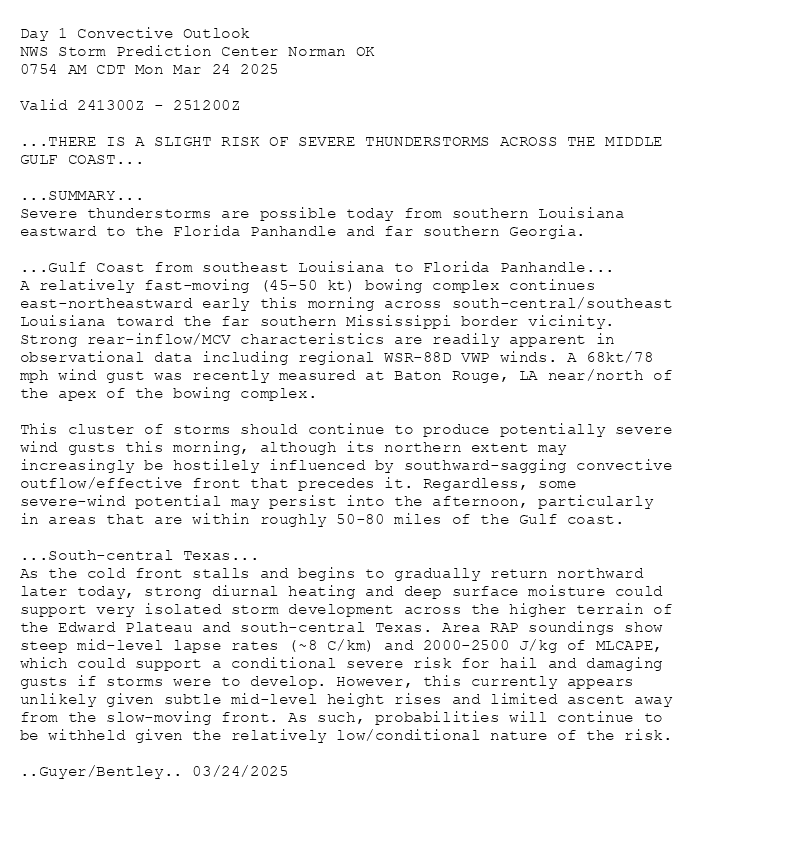 Day 1 Convective Outlook
NWS Storm Prediction Center Norman OK
0754 AM CDT Mon Mar 24 2025
Valid 241300Z - 251200Z
...THERE IS A SLIGHT RISK OF SEVERE THUNDERSTORMS ACROSS THE MIDDLE
GULF COAST...
...SUMMARY...
Severe thunderstorms are possible today from southern Louisiana
eastward to the Florida Panhandle and far southern Georgia.
...Gulf Coast from southeast Louisiana to Florida Panhandle...
A relatively fast-moving (45-50 kt) bowing complex continues
east-northeastward early this morning across south-central/southeast
Louisiana toward the far southern Mississippi border vicinity.
Strong rear-inflow/MCV characteristics are readily apparent in
observational data including regional WSR-88D VWP winds. A 68kt/78
mph wind gust was recently measured at Baton Rouge, LA near/north of
the apex of the bowing complex.
This cluster of storms should continue to produce potentially severe
wind gusts this morning, although its northern extent may
increasingly be hostilely influenced by southward-sagging convective
outflow/effective front that precedes it. Regardless, some
severe-wind potential may persist into the afternoon, particularly
in areas that are within roughly 50-80 miles of the Gulf coast.
...South-central Texas...
As the cold front stalls and begins to gradually return northward
later today, strong diurnal heating and deep surface moisture could
support very isolated storm development across the higher terrain of
the Edward Plateau and south-central Texas. Area RAP soundings show
steep mid-level lapse rates (~8 C/km) and 2000-2500 J/kg of MLCAPE,
which could support a conditional severe risk for hail and damaging
gusts if storms were to develop. However, this currently appears
unlikely given subtle mid-level height rises and limited ascent away
from the slow-moving front. As such, probabilities will continue to
be withheld given the relatively low/conditional nature of the risk.
..Guyer/Bentley.. 03/24/2025